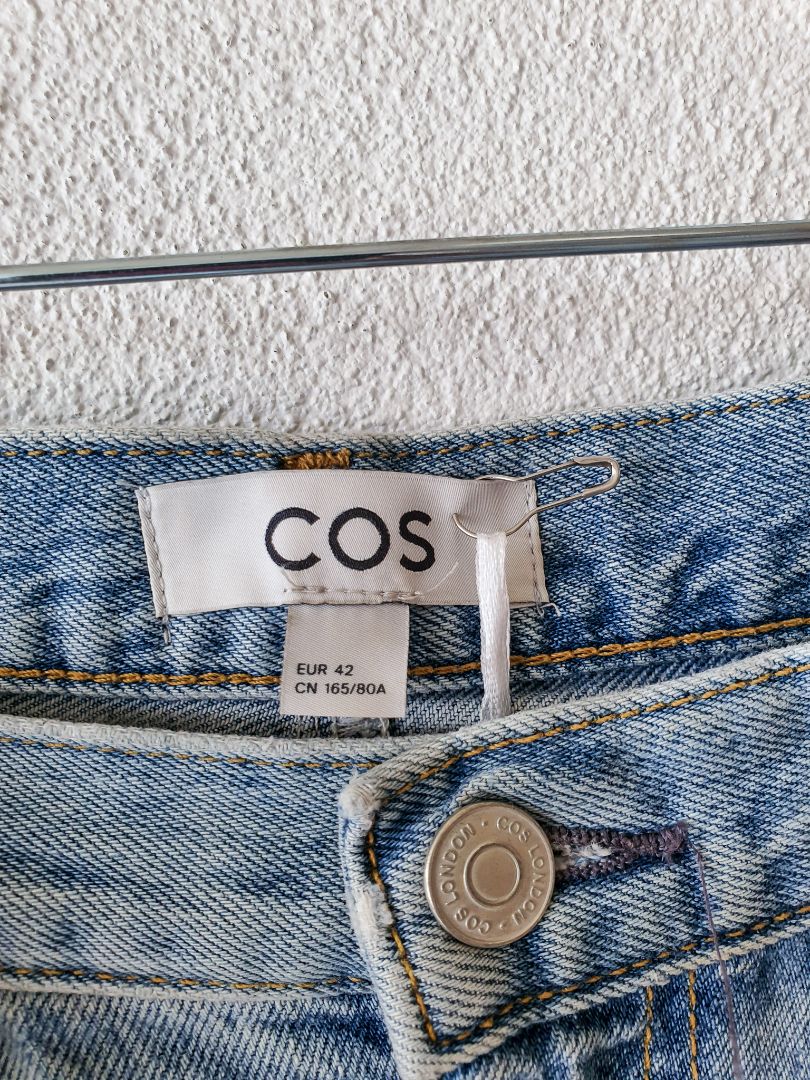 COS
EUR 42
CN 165/80A
COS LONDON · COS LONDON ·